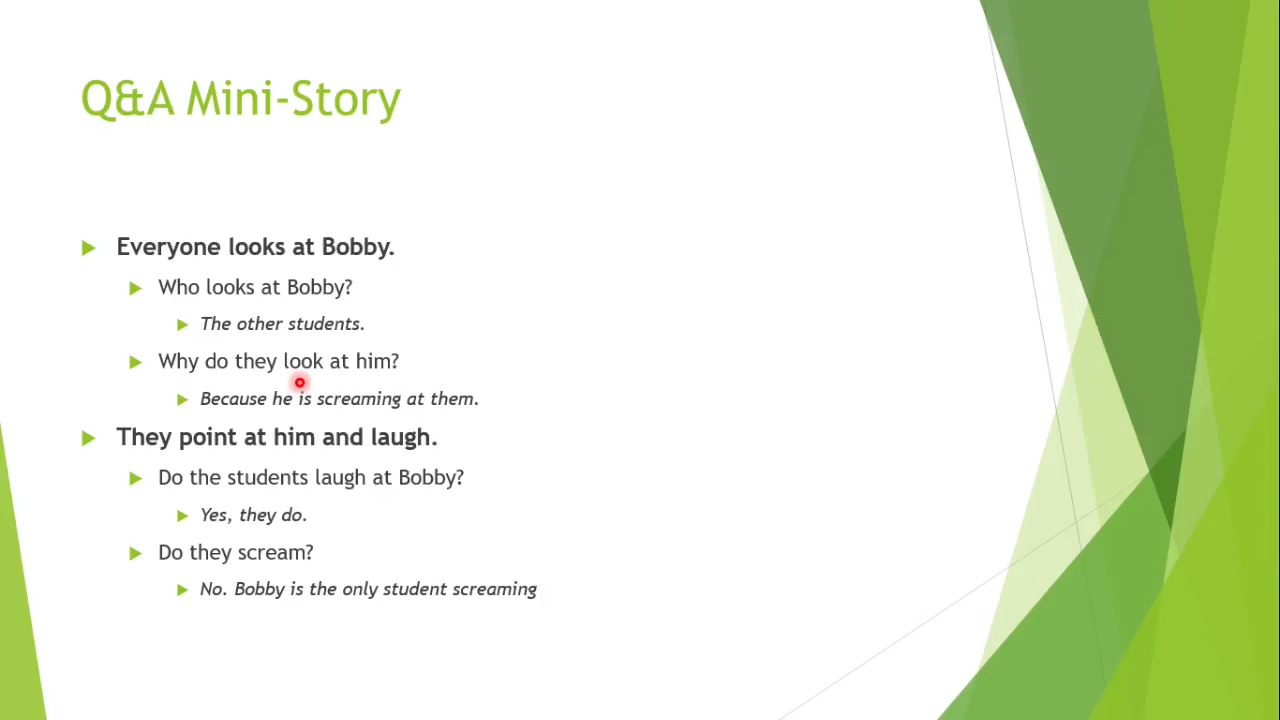 Q&A Mini-Story
Everyone looks at Bobby.
Who looks at Bobby?
The other students.
Why do they look at him?
Because he is screaming at them.
They point at him and laugh.
Do the students laugh at Bobby?
Yes, they do.
Do they scream?
No. Bobby is the only student screaming